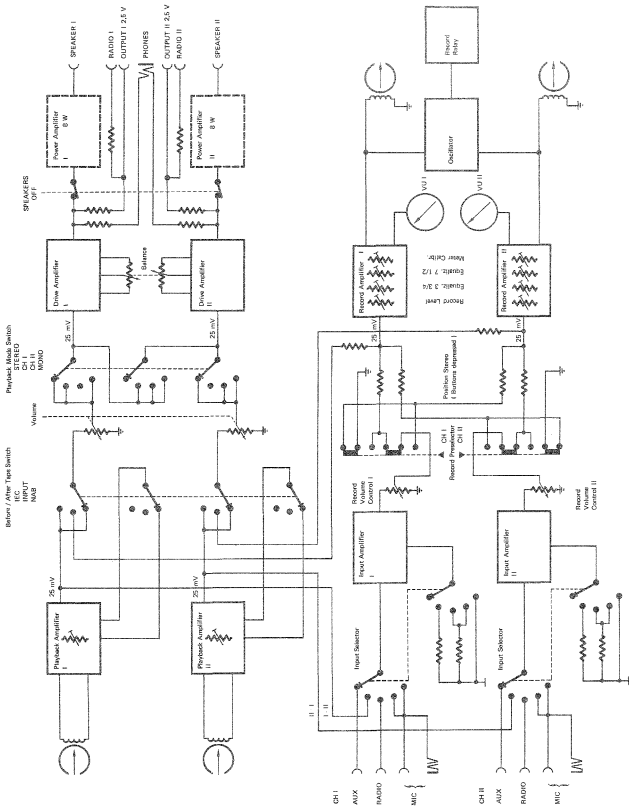 SPEAKER I
RADIO I
OUTPUT I 2,5 V
PHONES
OUTPUT II 2,5 V
RADIO II
SPEAKER II
Power Amplifier
8 W
I
Power Amplifier
8 W
II
SPEAKERS
OFF
Drive Amplifier
I
Balance
Drive Amplifier
II
25 mV
25 mV
Playback Mode Switch
STEREO
CH I
CH II
MONO
Volume
Before / After Tape Switch
IEC
INPUT
NAB
25 mV
25 mV
Playback Amplifier
I
Playback Amplifier
II
Record
Relay
Oscillator
VU I
VU II
Record Amplifier I
Meter Calibr.
Equaliz. 7 1/2
Equaliz. 3 3/4
Record Level
Record Amplifier II
25 mV
25 mV
Position Stereo
( Buttons depressed )
CH I
CH II
Record Preselector
Record
Volume
Control I
Record
Volume
Control II
Input Amplifier
I
Input Amplifier
II
Input Selector
Input Selector
I I
I II
CH I
AUX
RADIO
MIC
CH II
AUX
RADIO
MIC